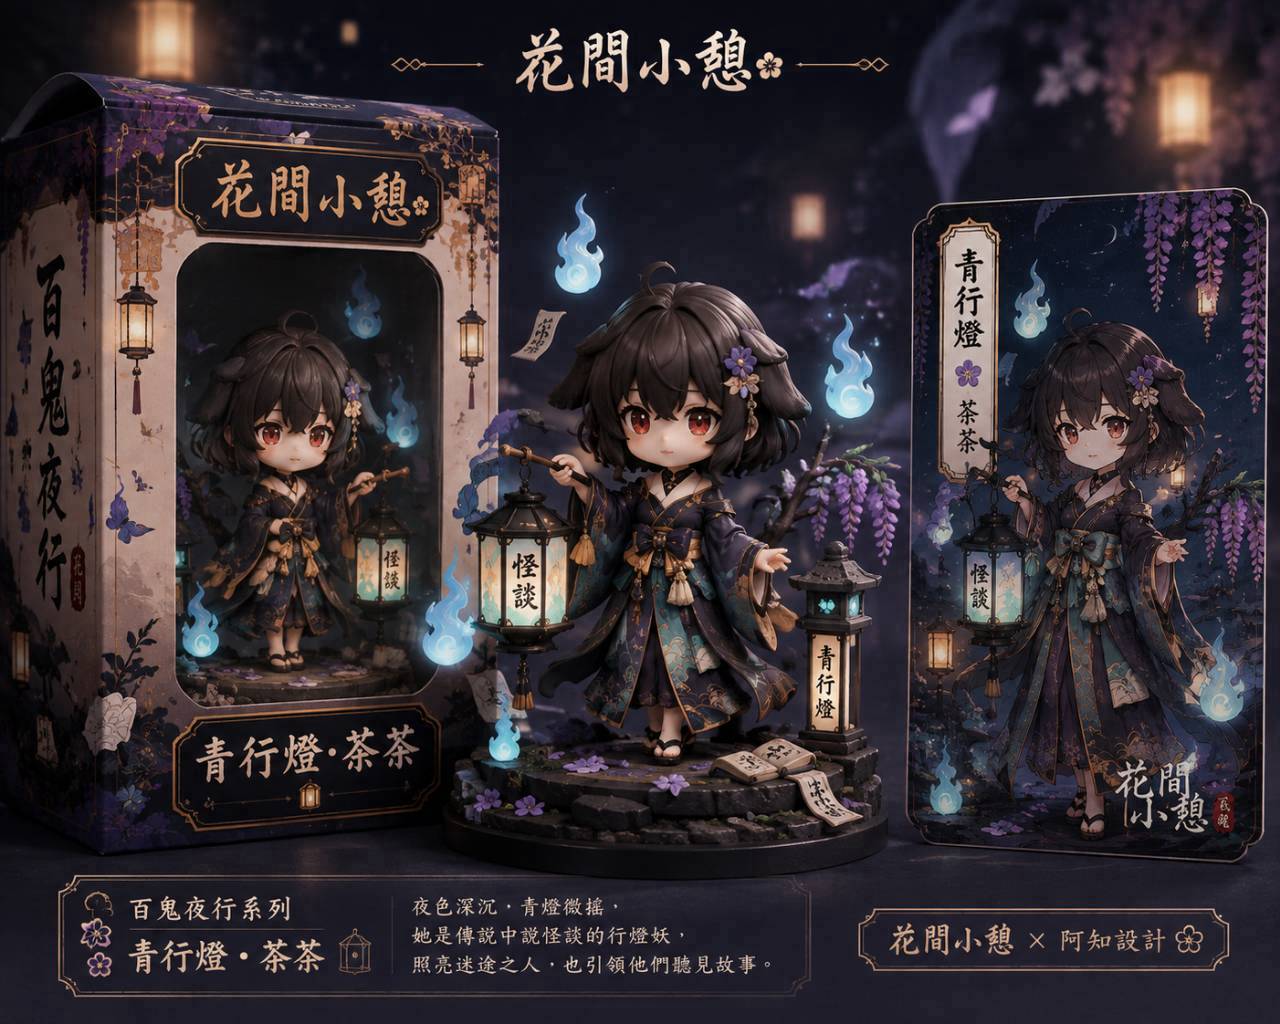 花間小憩
花間小憩
百鬼夜行
青行燈·茶茶
怪談
怪談
青行燈
青行燈
茶茶
怪談
花間
小憩
百鬼夜行系列
青行燈·茶茶
夜色深沉·青燈微搖,
她是傳說中說怪談的行燈妖,
照亮迷途之人,也引領他們聽見故事。
花間小憩 × 阿知設計